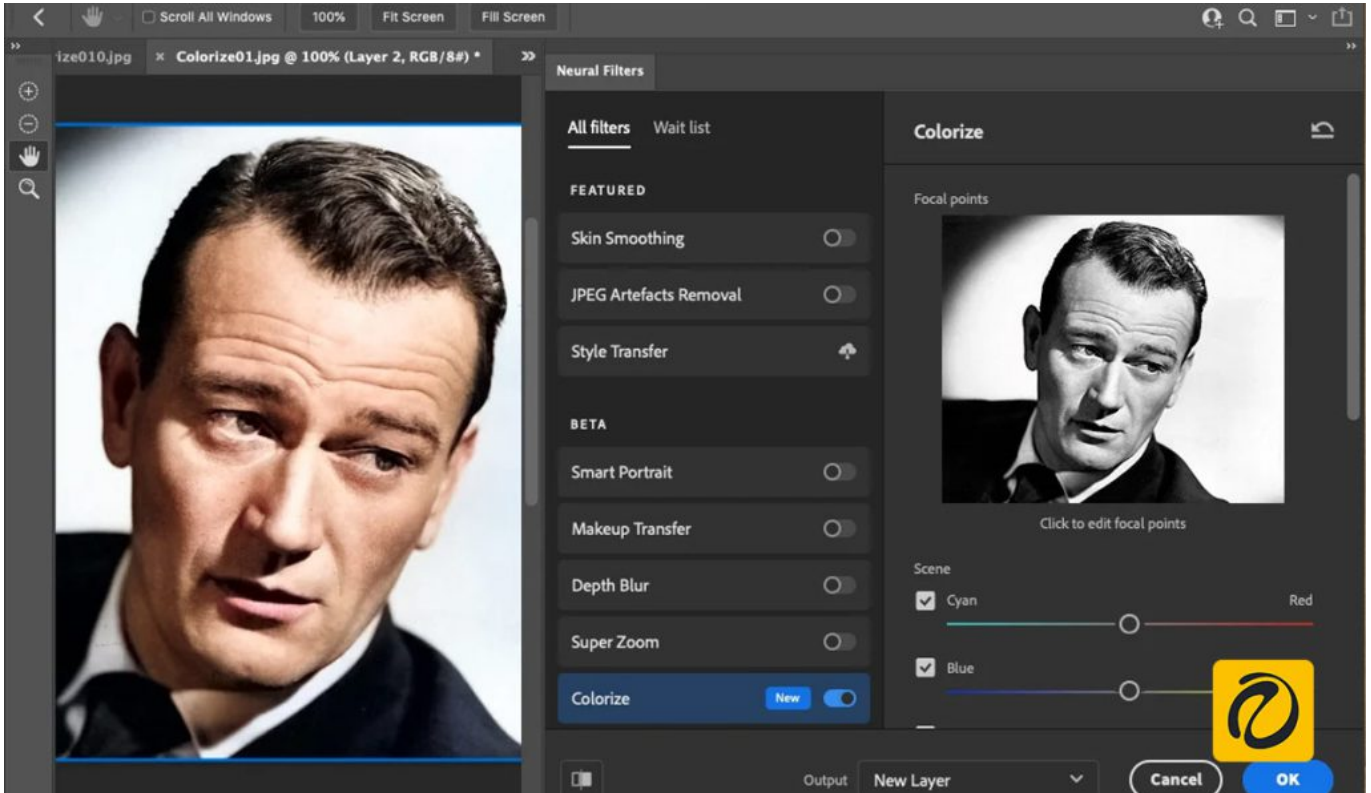 Scroll All Windows 100% Fit Screen Fill Screen
ize010.jpg × Colorize01.jpg @ 100% (Layer 2, RGB/8#) *
Neural Filters
All filters Wait list
FEATURED
Skin Smoothing
JPEG Artefacts Removal
Style Transfer
BETA
Smart Portrait
Makeup Transfer
Depth Blur
Super Zoom
Colorize New
Colorize
Focal points
Click to edit focal points
Scene
Cyan Red
Blue
Output New Layer Cancel OK